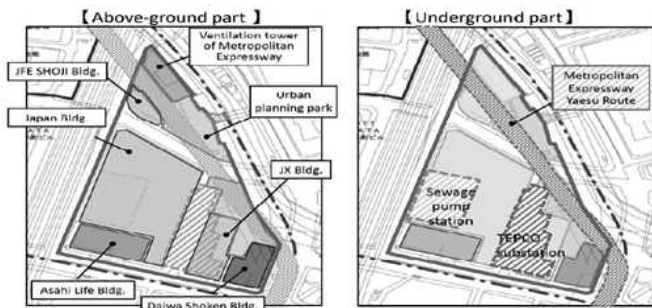 【Above-ground part】
Ventilation tower
of Metropolitan
Expressway
JFE SHOJI Bldg.
Urban
planning park
Japan Bldg.
JX Bldg.
Asahi Life Bldg.
Daiwa Shoken Bldg.
【Underground part】
Metropolitan
Expressway
Yaesu Route
Sewage
pump
station
TEPCO
substation